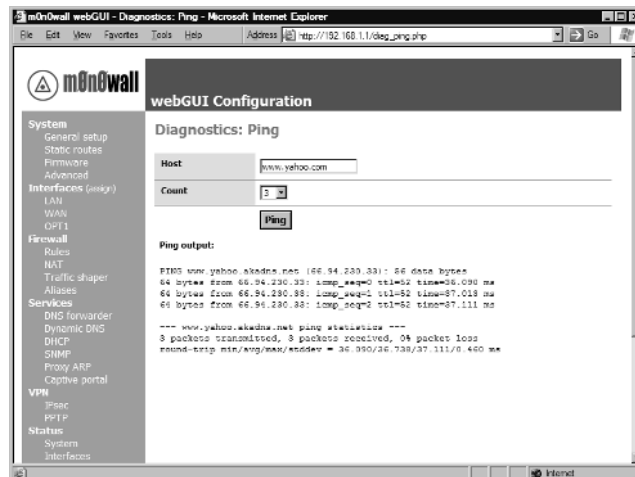 m0n0wall webGUI - Diagnostics: Ping - Microsoft Internet Explorer
File Edit View Favorites Tools Help Address http://192.168.1.1/diag_ping.php Go
m0n0wall
webGUI Configuration
System
General setup
Static routes
Firmware
Advanced
Interfaces (assign)
LAN
WAN
OPT1
Firewall
Rules
NAT
Traffic shaper
Aliases
Services
DNS forwarder
Dynamic DNS
DHCP
SNMP
Proxy ARP
Captive portal
VPN
IPsec
PPTP
Status
System
Interfaces
Diagnostics: Ping
Host www.yahoo.com
Count 3
Ping
Ping output:
PING www.yahoo.akadns.net (66.94.230.33): 56 data bytes
64 bytes from 66.94.230.33: icmp_seq=0 ttl=52 time=36.090 ms
64 bytes from 66.94.230.33: icmp_seq=1 ttl=52 time=37.013 ms
64 bytes from 66.94.230.33: icmp_seq=2 ttl=52 time=37.111 ms
--- www.yahoo.akadns.net ping statistics ---
3 packets transmitted, 3 packets received, 0% packet loss
round-trip min/avg/max/stddev = 36.090/36.738/37.111/0.460 ms
Internet